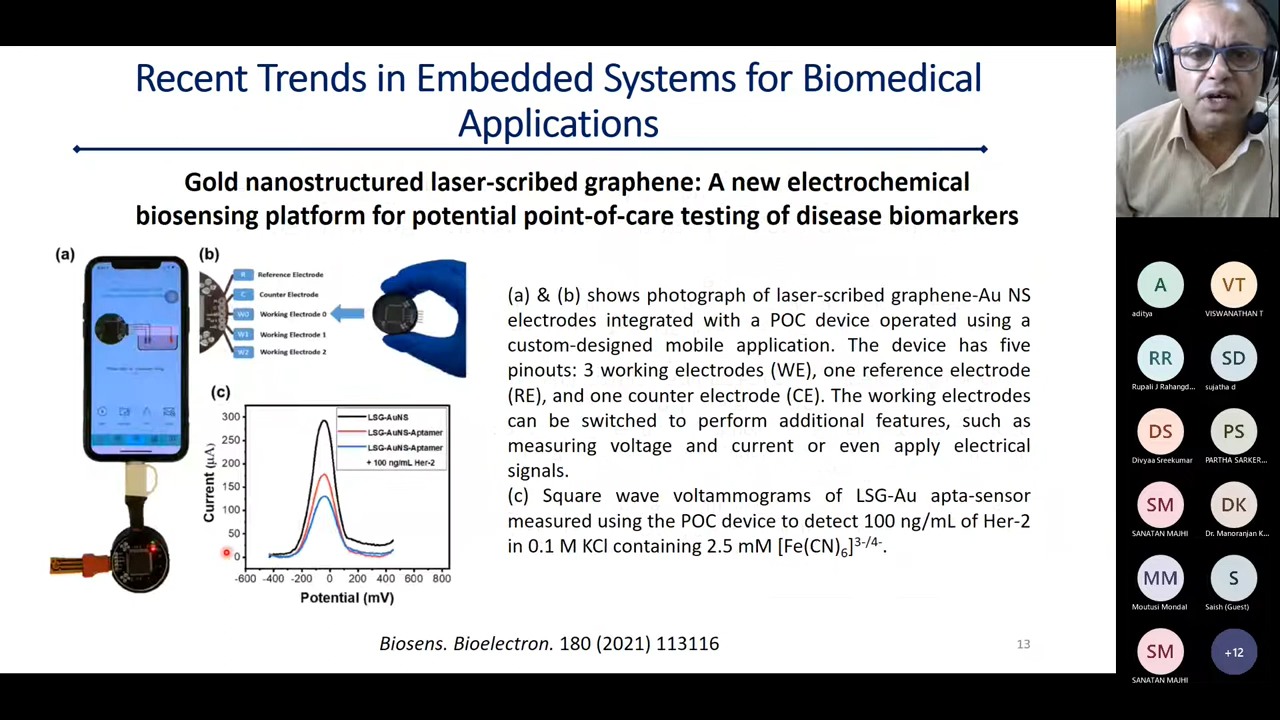 Recent Trends in Embedded Systems for Biomedical
Applications
Gold nanostructured laser-scribed graphene: A new electrochemical
biosensing platform for potential point-of-care testing of disease biomarkers
(a)
(b)
R Reference Electrode
C Counter Electrode
W0 Working Electrode 0
W1 Working Electrode 1
W2 Working Electrode 2
(c)
LSG-AuNS
LSG-AuNS-Aptamer
LSG-AuNS-Aptamer
+ 100 ng/mL Her-2
Current (µA)
300
250
200
150
100
50
0
-600 -400 -200 0 200 400 600 800
Potential (mV)
(a) & (b) shows photograph of laser-scribed graphene-Au NS
electrodes integrated with a POC device operated using a
custom-designed mobile application. The device has five
pinouts: 3 working electrodes (WE), one reference electrode
(RE), and one counter electrode (CE). The working electrodes
can be switched to perform additional features, such as
measuring voltage and current or even apply electrical
signals.
(c) Square wave voltammograms of LSG-Au apta-sensor
measured using the POC device to detect 100 ng/mL of Her-2
in 0.1 M KCl containing 2.5 mM [Fe(CN)6]3-/4-.
Biosens. Bioelectron. 180 (2021) 113116
13
A VT
aditya VISWANATHAN T
RR SD
Rupali J Rahangd... sujatha d
DS PS
Divyaa Sreekumar PARTHA SARKER...
SM DK
SANATAN MAJHI Dr. Manoranjan K...
MM S
Moutusi Mondal Saish (Guest)
SM +12
SANATAN MAJHI